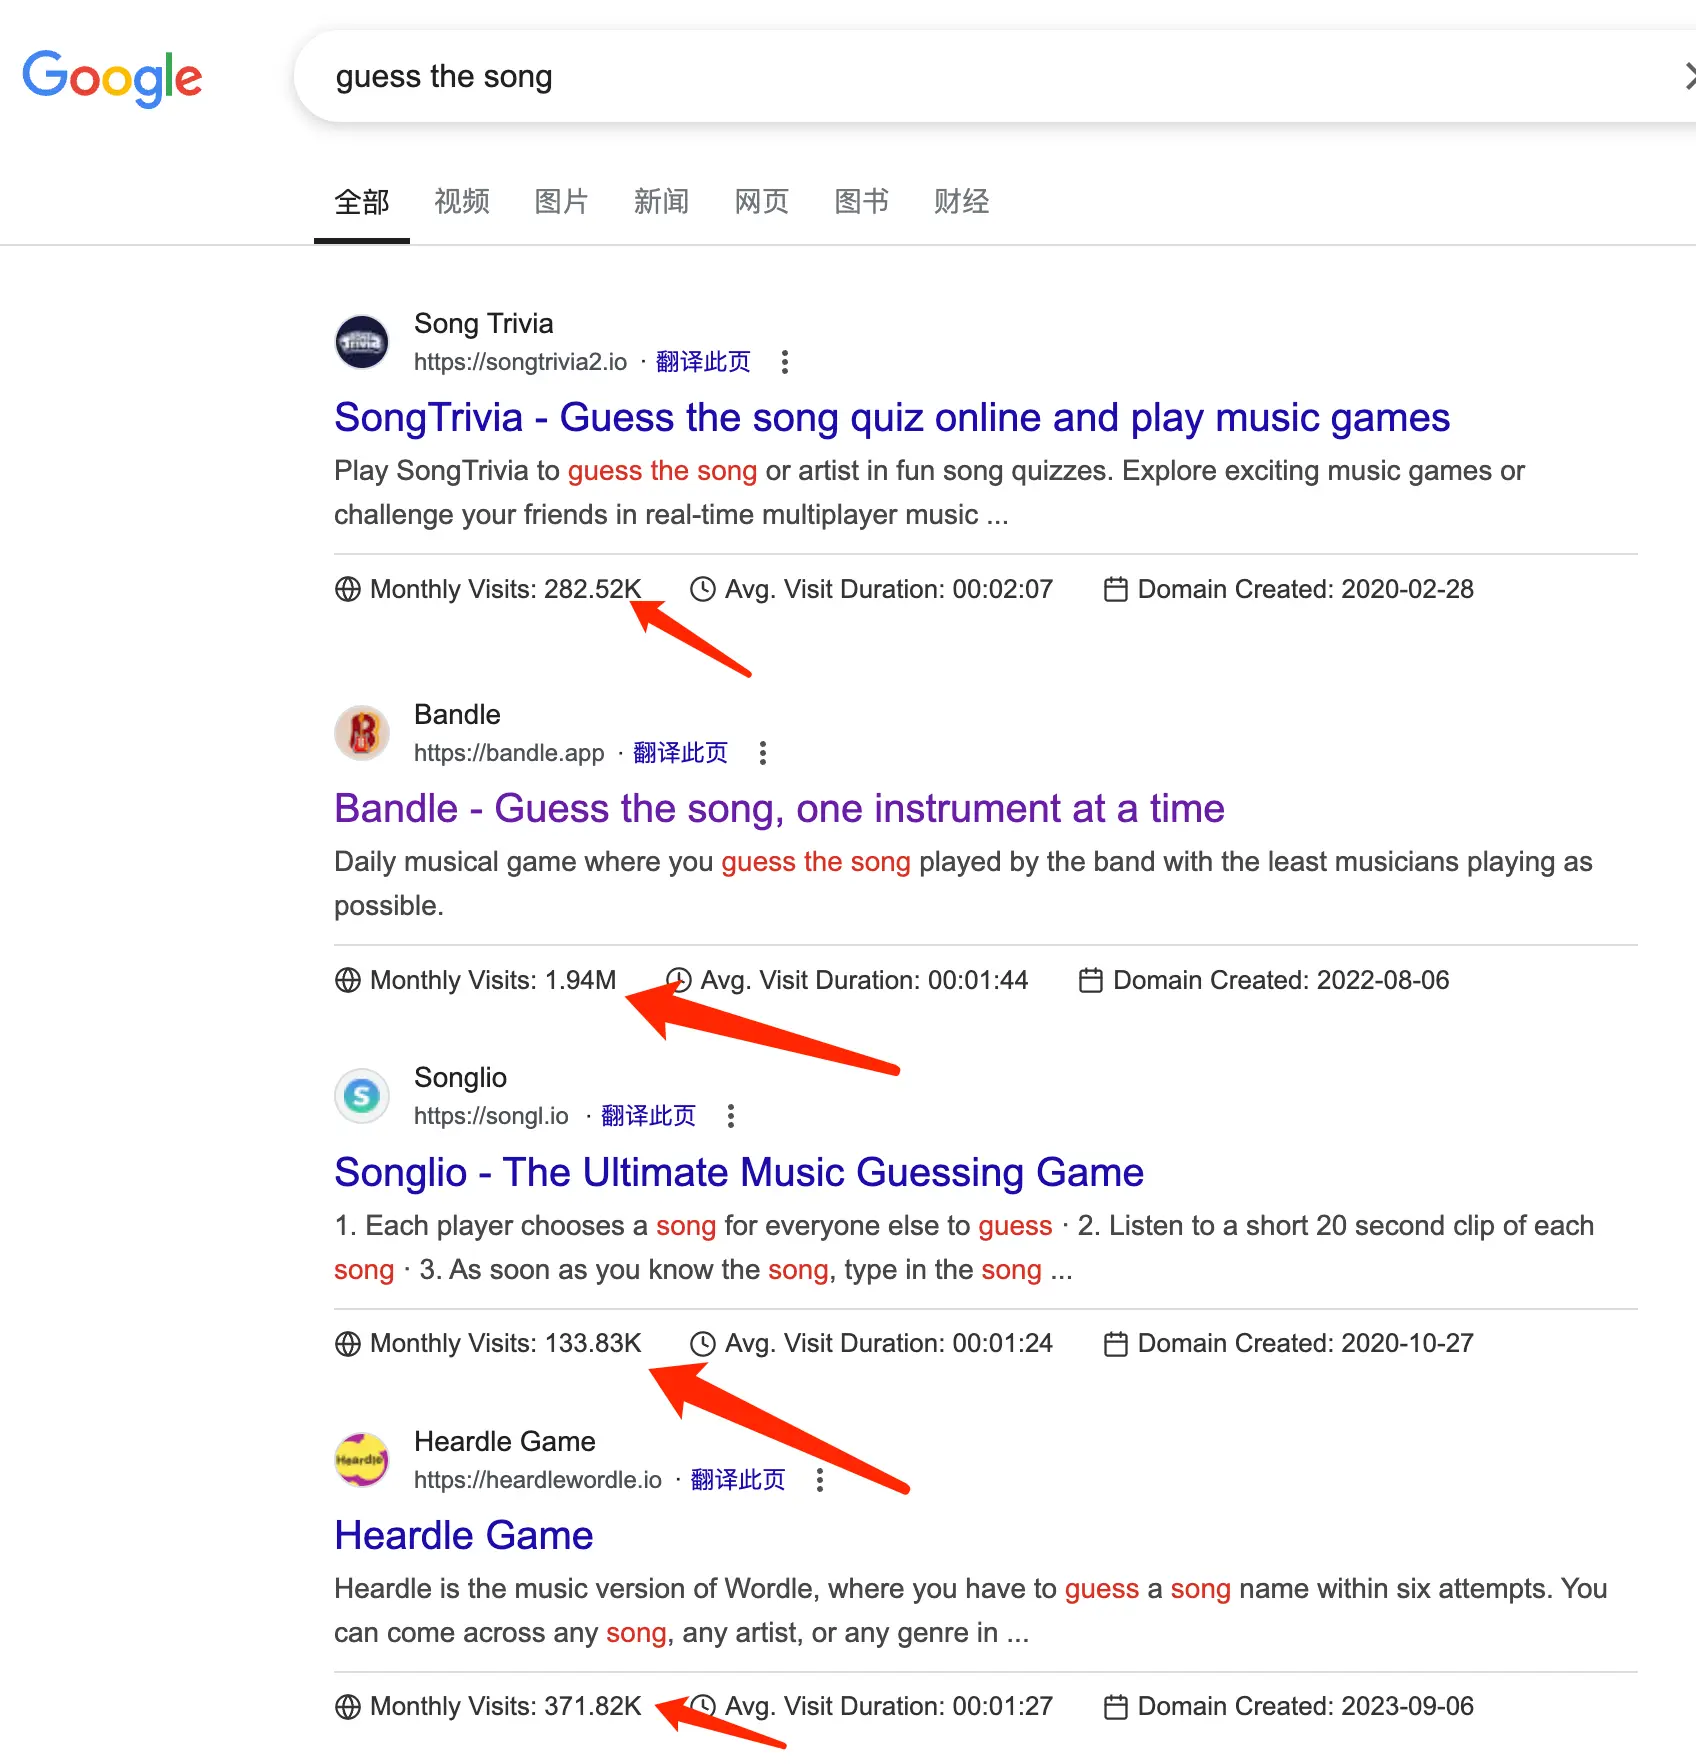 Google
guess the song
全部 视频 图片 新闻 网页 图书 财经
Song Trivia
https://songtrivia2.io · 翻译此页
SongTrivia - Guess the song quiz online and play music games
Play SongTrivia to guess the song or artist in fun song quizzes. Explore exciting music games or
challenge your friends in real-time multiplayer music ...
Monthly Visits: 282.52K Avg. Visit Duration: 00:02:07 Domain Created: 2020-02-28
Bandle
https://bandle.app · 翻译此页
Bandle - Guess the song, one instrument at a time
Daily musical game where you guess the song played by the band with the least musicians playing as
possible.
Monthly Visits: 1.94M Avg. Visit Duration: 00:01:44 Domain Created: 2022-08-06
S
Songlio
https://songl.io · 翻译此页
Songlio - The Ultimate Music Guessing Game
1. Each player chooses a song for everyone else to guess · 2. Listen to a short 20 second clip of each
song · 3. As soon as you know the song, type in the song ...
Monthly Visits: 133.83K Avg. Visit Duration: 00:01:24 Domain Created: 2020-10-27
Heardle
Heardle Game
https://heardlewordle.io · 翻译此页
Heardle Game
Heardle is the music version of Wordle, where you have to guess a song name within six attempts. You
can come across any song, any artist, or any genre in ...
Monthly Visits: 371.82K Avg. Visit Duration: 00:01:27 Domain Created: 2023-09-06